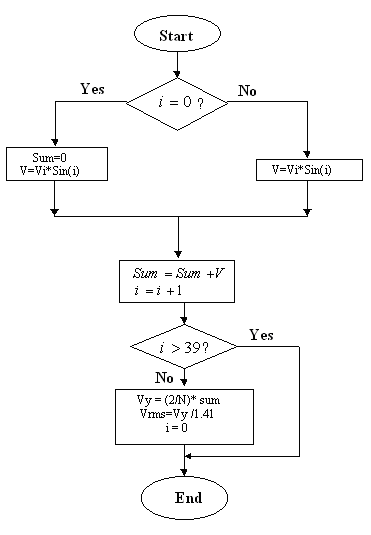 Start
Yes
No
i = 0 ?
Sum=0
V=Vi*Sin(i)
V=Vi*Sin(i)
Sum = Sum +V
i = i + 1
i > 39?
Yes
No
Vy = (2/N)* sum
Vrms=Vy /1.41
i = 0
End